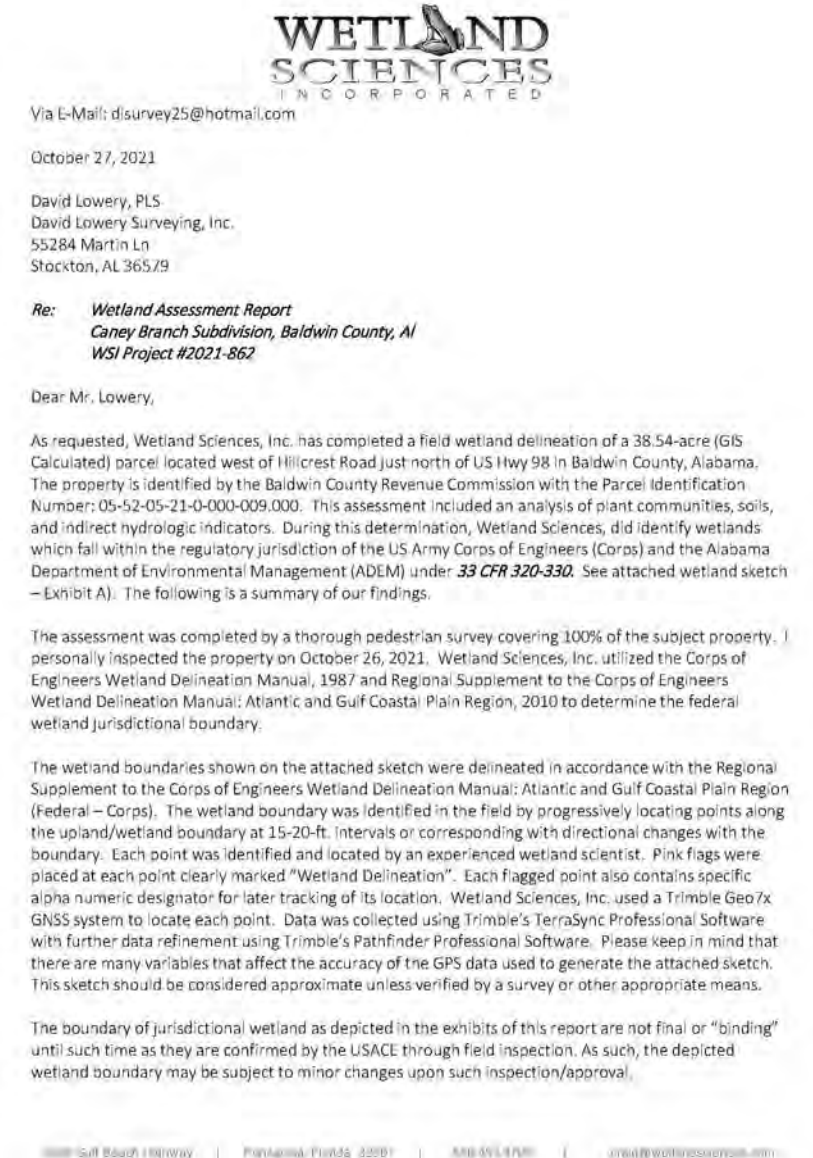 WETLAND
SCIENCES
INCORPORATED
Via E-Mail: dlsurvey25@hotmail.com
October 27, 2021
David Lowery, PLS
David Lowery Surveying, Inc.
55284 Martin Ln
Stockton, AL 36579
Re: Wetland Assessment Report
Caney Branch Subdivision, Baldwin County, Al
WSI Project #2021-862
Dear Mr. Lowery,
As requested, Wetland Sciences, Inc. has completed a field wetland delineation of a 38.54-acre (GIS
Calculated) parcel located west of Hillcrest Road just north of US Hwy 98 in Baldwin County, Alabama.
The property is identified by the Baldwin County Revenue Commission with the Parcel Identification
Number: 05-52-05-21-0-000-009.000. This assessment included an analysis of plant communities, soils,
and indirect hydrologic indicators. During this determination, Wetland Sciences, did identify wetlands
which fall within the regulatory jurisdiction of the US Army Corps of Engineers (Corps) and the Alabama
Department of Environmental Management (ADEM) under 33 CFR 320-330. See attached wetland sketch
– Exhibit A). The following is a summary of our findings.
The assessment was completed by a thorough pedestrian survey covering 100% of the subject property. I
personally inspected the property on October 26, 2021. Wetland Sciences, Inc. utilized the Corps of
Engineers Wetland Delineation Manual, 1987 and Regional Supplement to the Corps of Engineers
Wetland Delineation Manual: Atlantic and Gulf Coastal Plain Region, 2010 to determine the federal
wetland jurisdictional boundary.
The wetland boundaries shown on the attached sketch were delineated in accordance with the Regional
Supplement to the Corps of Engineers Wetland Delineation Manual: Atlantic and Gulf Coastal Plain Region
(Federal – Corps). The wetland boundary was identified in the field by progressively locating points along
the upland/wetland boundary at 15-20-ft. intervals or corresponding with directional changes with the
boundary. Each point was identified and located by an experienced wetland scientist. Pink flags were
placed at each point clearly marked "Wetland Delineation". Each flagged point also contains specific
alpha numeric designator for later tracking of its location. Wetland Sciences, Inc. used a Trimble Geo7x
GNSS system to locate each point. Data was collected using Trimble's TerraSync Professional Software
with further data refinement using Trimble's Pathfinder Professional Software. Please keep in mind that
there are many variables that affect the accuracy of the GPS data used to generate the attached sketch.
This sketch should be considered approximate unless verified by a survey or other appropriate means.
The boundary of jurisdictional wetland as depicted in the exhibits of this report are not final or "binding"
until such time as they are confirmed by the USACE through field inspection. As such, the depicted
wetland boundary may be subject to minor changes upon such inspection/approval.
Gulf Beach Highway | Pensacola, Florida | |